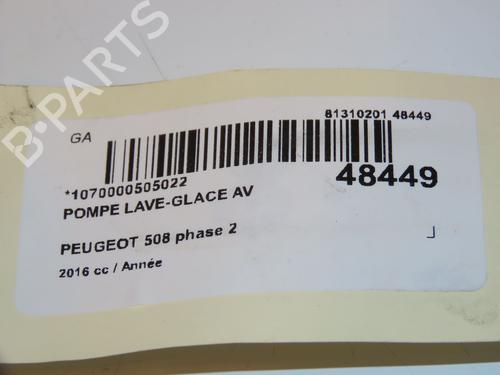 B-PARTS
GA
81310201 48449
*1070000505022
48449
POMPE LAVE-GLACE AV
PEUGEOT 508 phase 2
2016 cc / Année